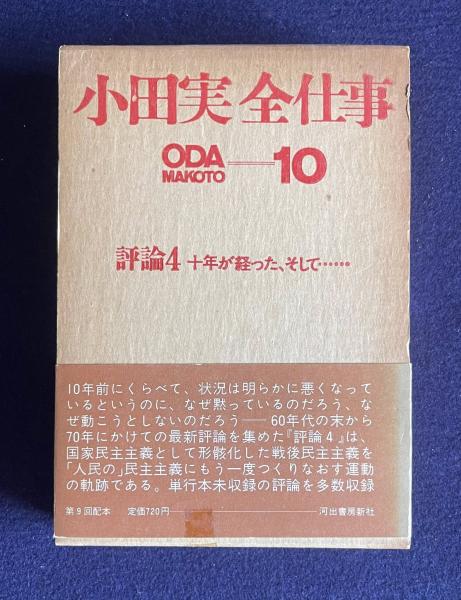 小田実全仕事
ODA MAKOTO——10
評論4 十年が経った、そして……
10年前にくらべて、状況は明らかに悪くなって
いるというのに、なぜ黙っているのだろう、な
ぜ動こうとしないのだろう——60年代の末から
70年にかけての最新評論を集めた『評論4』は、
国家民主主義として形骸化した戦後民主主義を
「人民の」民主主義にもう一度つくりなおす運動
の軌跡である。単行本未収録の評論を多数収録
第9回配本 定価720円——河出書房新社